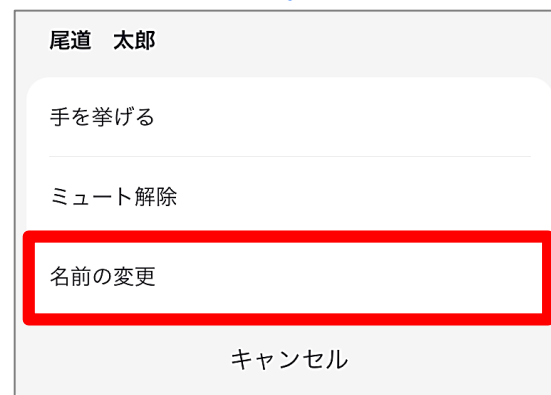 尾道　太郎
手を挙げる
ミュート解除
名前の変更
キャンセル